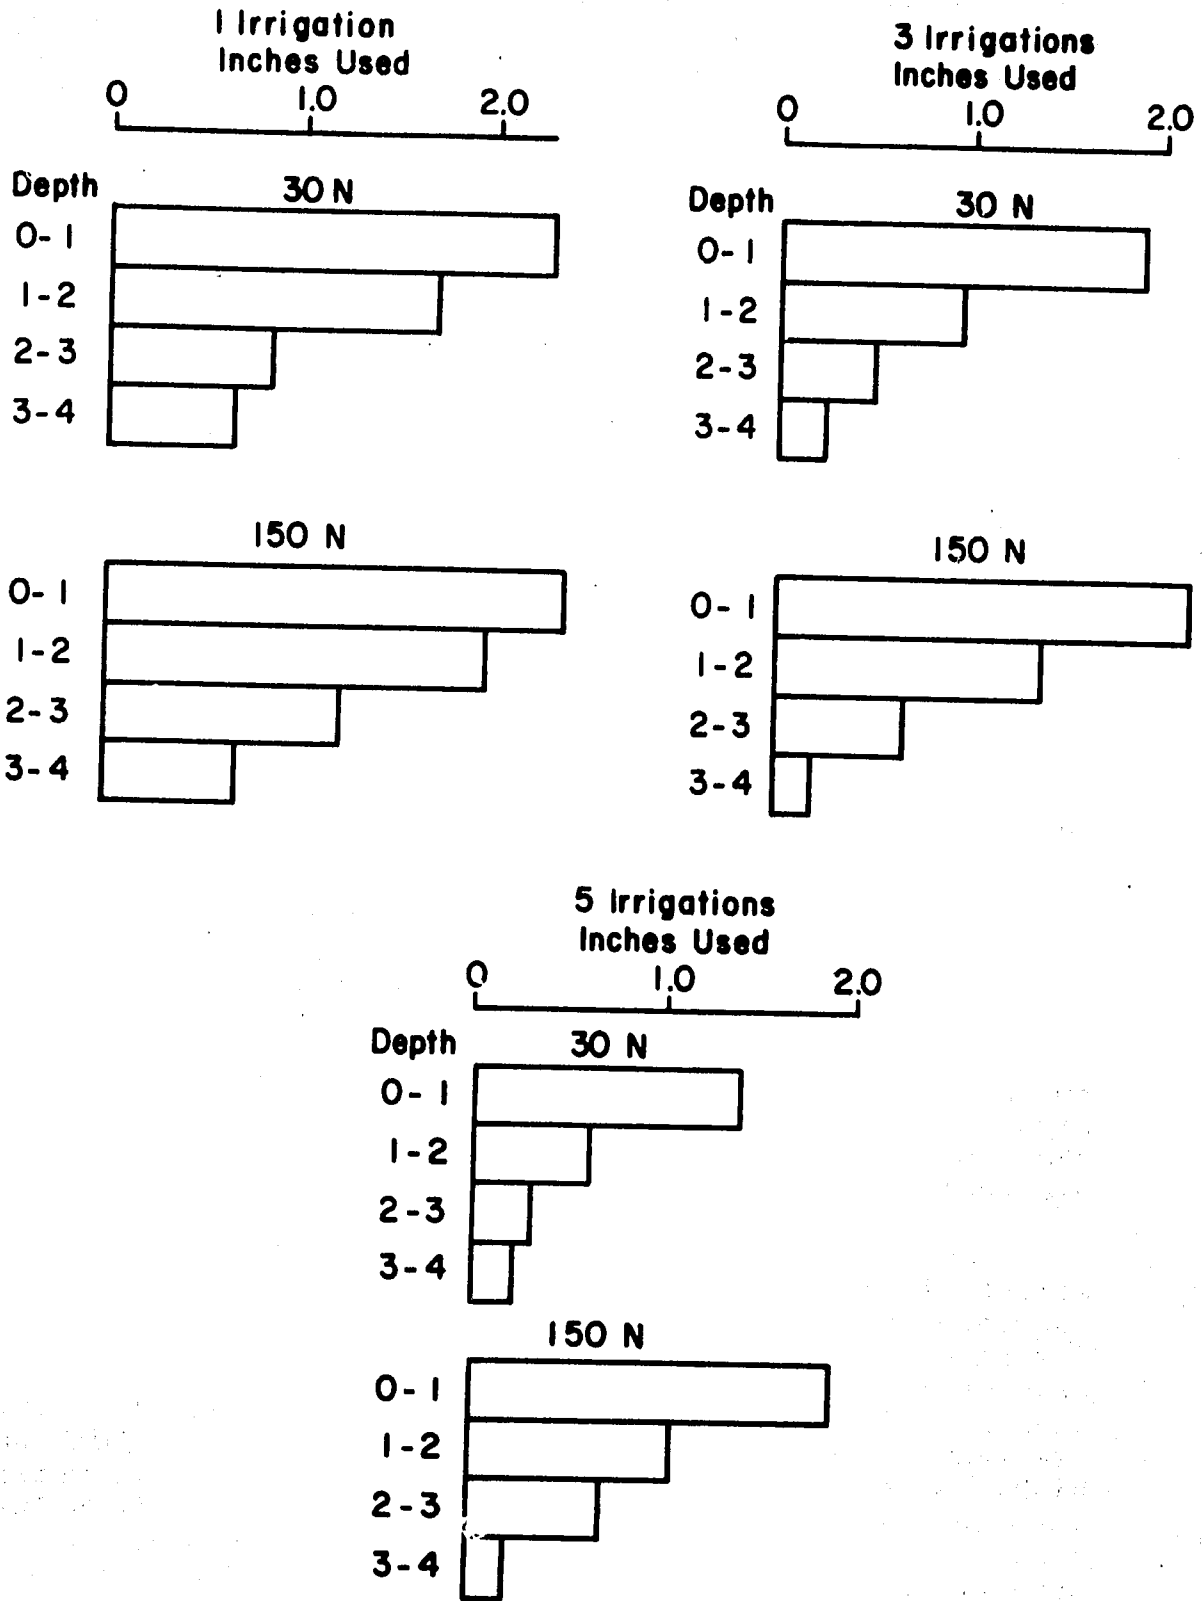 1 Irrigation
Inches Used
0 1.0 2.0
Depth 30 N
0-1
1-2
2-3
3-4
150 N
0-1
1-2
2-3
3-4
3 Irrigations
Inches Used
0 1.0 2.0
Depth 30 N
0-1
1-2
2-3
3-4
150 N
0-1
1-2
2-3
3-4
5 Irrigations
Inches Used
0 1.0 2.0
Depth 30 N
0-1
1-2
2-3
3-4
150 N
0-1
1-2
2-3
3-4